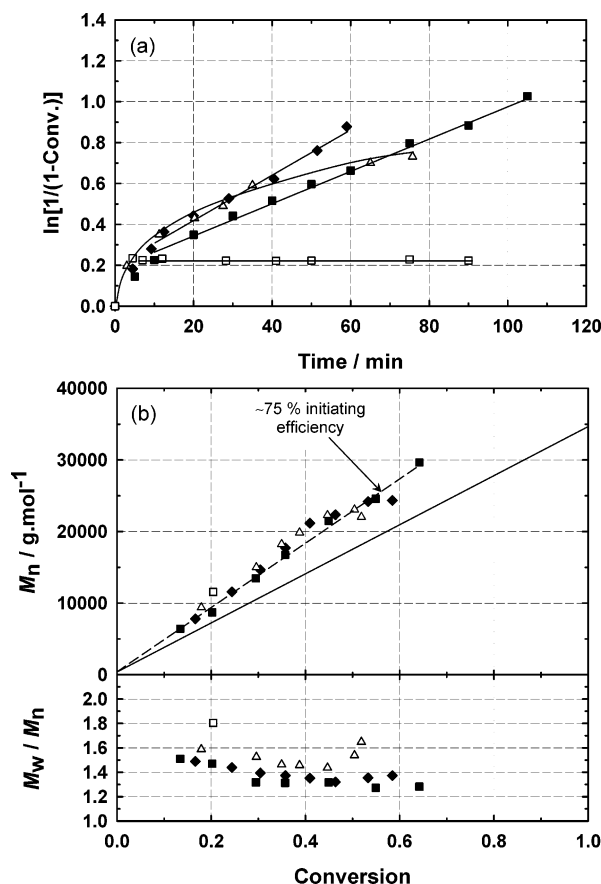 (a)
ln[1/(1-Conv.)]
1.4
1.2
1.0
0.8
0.6
0.4
0.2
0.0
0 20 40 60 80 100 120
Time / min
(b)
~75 % initiating
efficiency
Mn / g.mol-1
40000
30000
20000
10000
0
Mw / Mn
2.0
1.8
1.6
1.4
1.2
1.0
0.0 0.2 0.4 0.6 0.8 1.0
Conversion